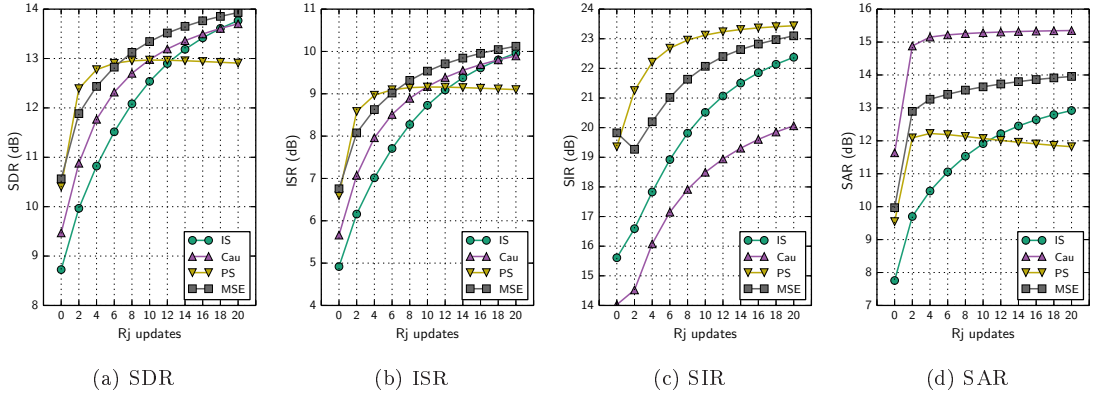 SDR (dB)
14
13
12
11
10
9
8
0 2 4 6 8 10 12 14 16 18 20
Rj updates
IS
Cau
PS
MSE
(a) SDR
ISR (dB)
11
10
9
8
7
6
5
4
0 2 4 6 8 10 12 14 16 18 20
Rj updates
IS
Cau
PS
MSE
(b) ISR
SIR (dB)
24
23
22
21
20
19
18
17
16
15
14
0 2 4 6 8 10 12 14 16 18 20
Rj updates
IS
Cau
PS
MSE
(c) SIR
SAR (dB)
16
15
14
13
12
11
10
9
8
7
0 2 4 6 8 10 12 14 16 18 20
Rj updates
IS
Cau
PS
MSE
(d) SAR